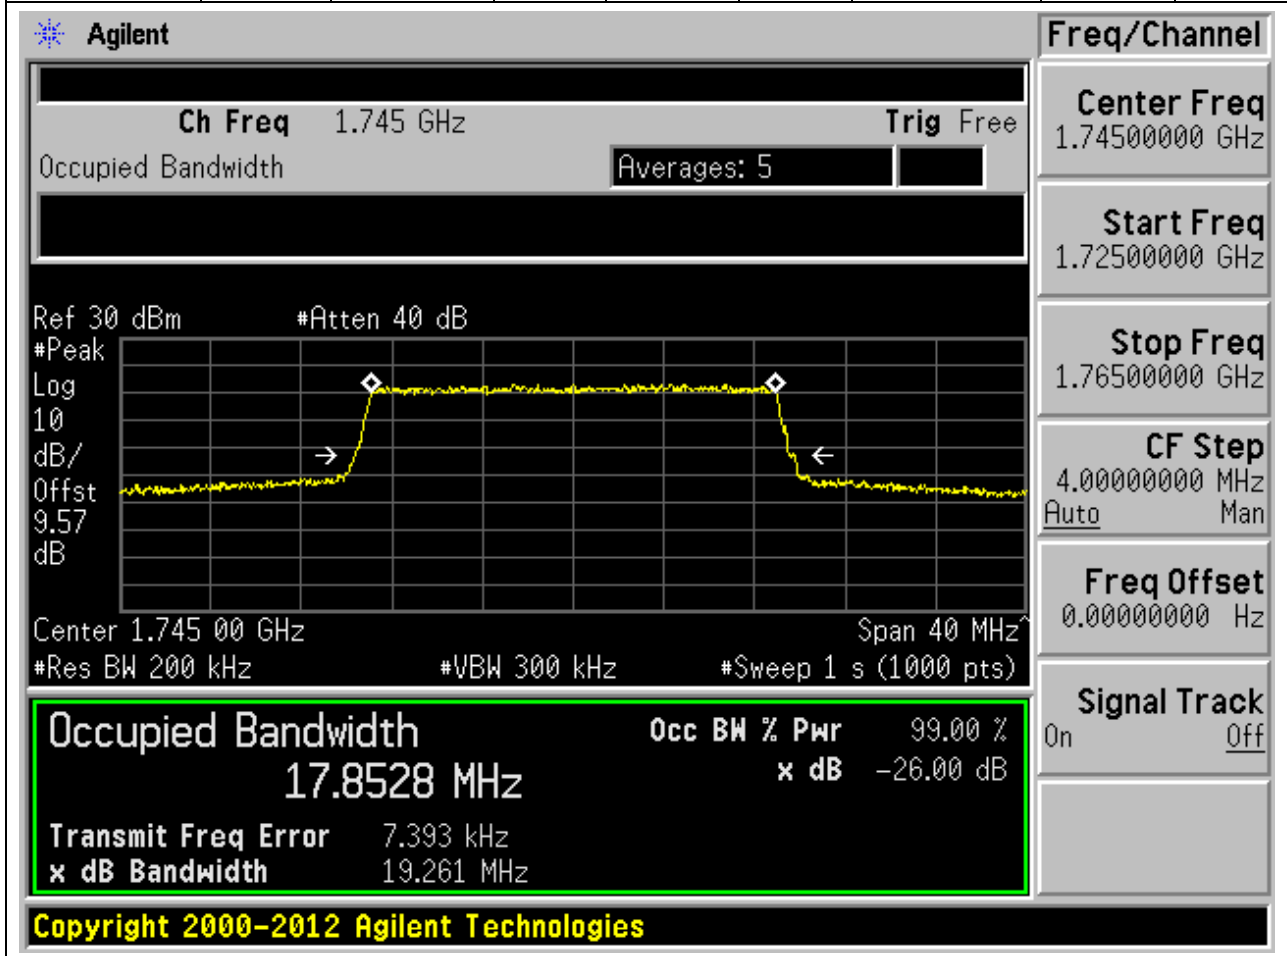 Agilent
Freq/Channel
Ch Freq 1.745 GHz Trig Free
Occupied Bandwidth Averages: 5
Center Freq
1.74500000 GHz
Start Freq
1.72500000 GHz
Stop Freq
1.76500000 GHz
CF Step
4.00000000 MHz
Auto Man
Freq Offset
0.00000000 Hz
Signal Track
On Off
Ref 30 dBm #Atten 40 dB
#Peak
Log
10
dB/
Offst
9.57
dB
Center 1.745 00 GHz Span 40 MHz^
#Res BW 200 kHz #VBW 300 kHz #Sweep 1 s (1000 pts)
Occupied Bandwidth Occ BW % Pwr 99.00 %
17.8528 MHz x dB -26.00 dB
Transmit Freq Error 7.393 kHz
x dB Bandwidth 19.261 MHz
Copyright 2000-2012 Agilent Technologies